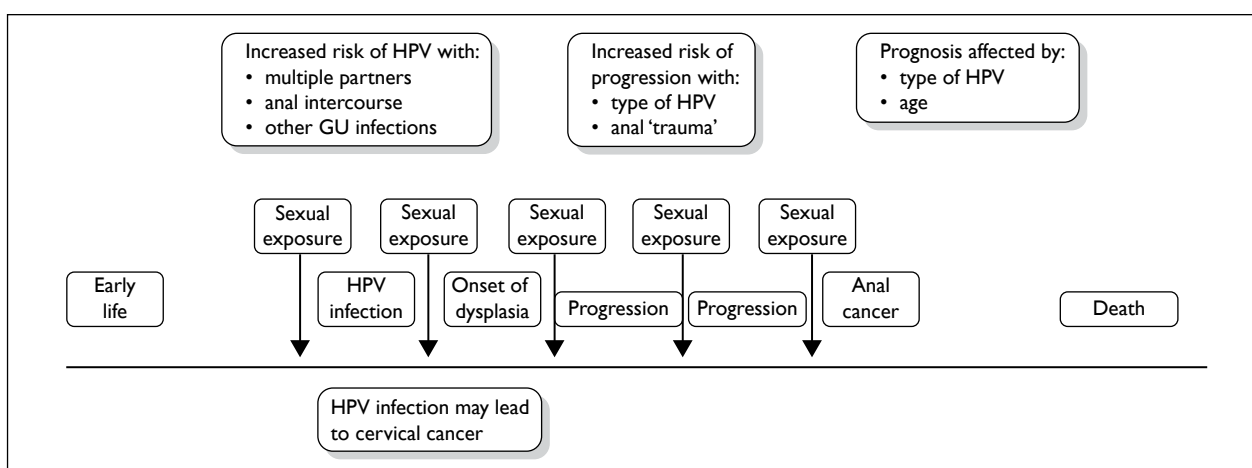 Increased risk of HPV with:
• multiple partners
• anal intercourse
• other GU infections
Increased risk of
progression with:
• type of HPV
• anal ‘trauma’
Prognosis affected by:
• type of HPV
• age
Sexual
exposure
Sexual
exposure
Sexual
exposure
Sexual
exposure
Sexual
exposure
Early
life
HPV
infection
Onset of
dysplasia
Progression
Progression
Anal
cancer
Death
HPV infection may lead
to cervical cancer